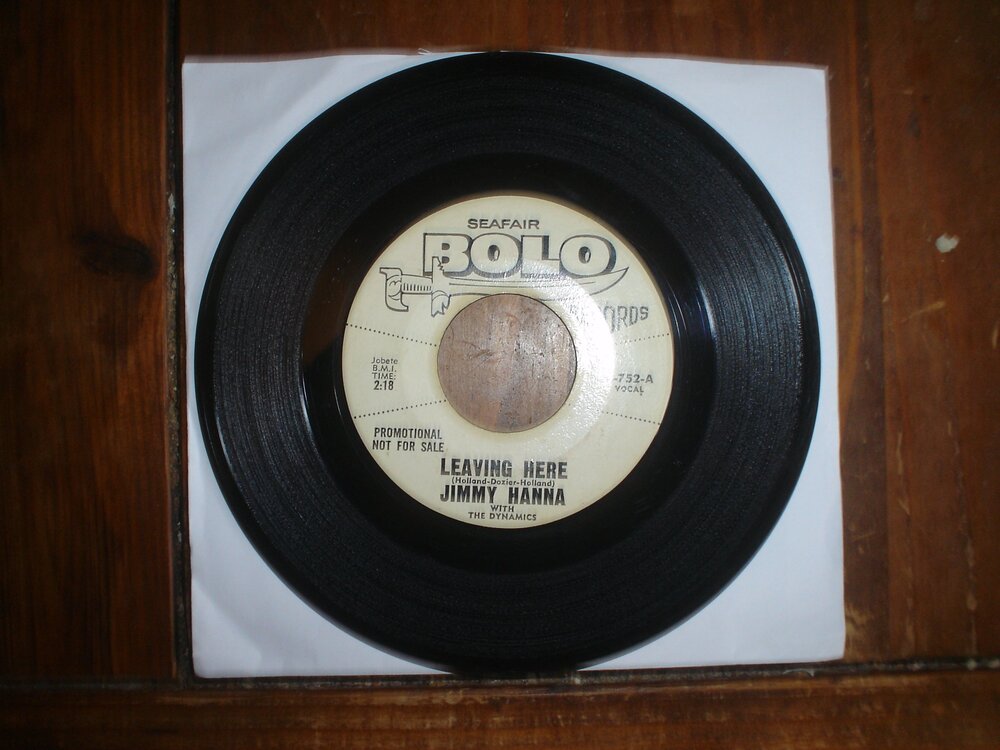 SEAFAIR
BOLO
RECORDS
Jobete
B.M.I.
TIME:
2:18
-752-A
VOCAL
PROMOTIONAL
NOT FOR SALE
LEAVING HERE
(Holland-Dozier-Holland)
JIMMY HANNA
WITH
THE DYNAMICS